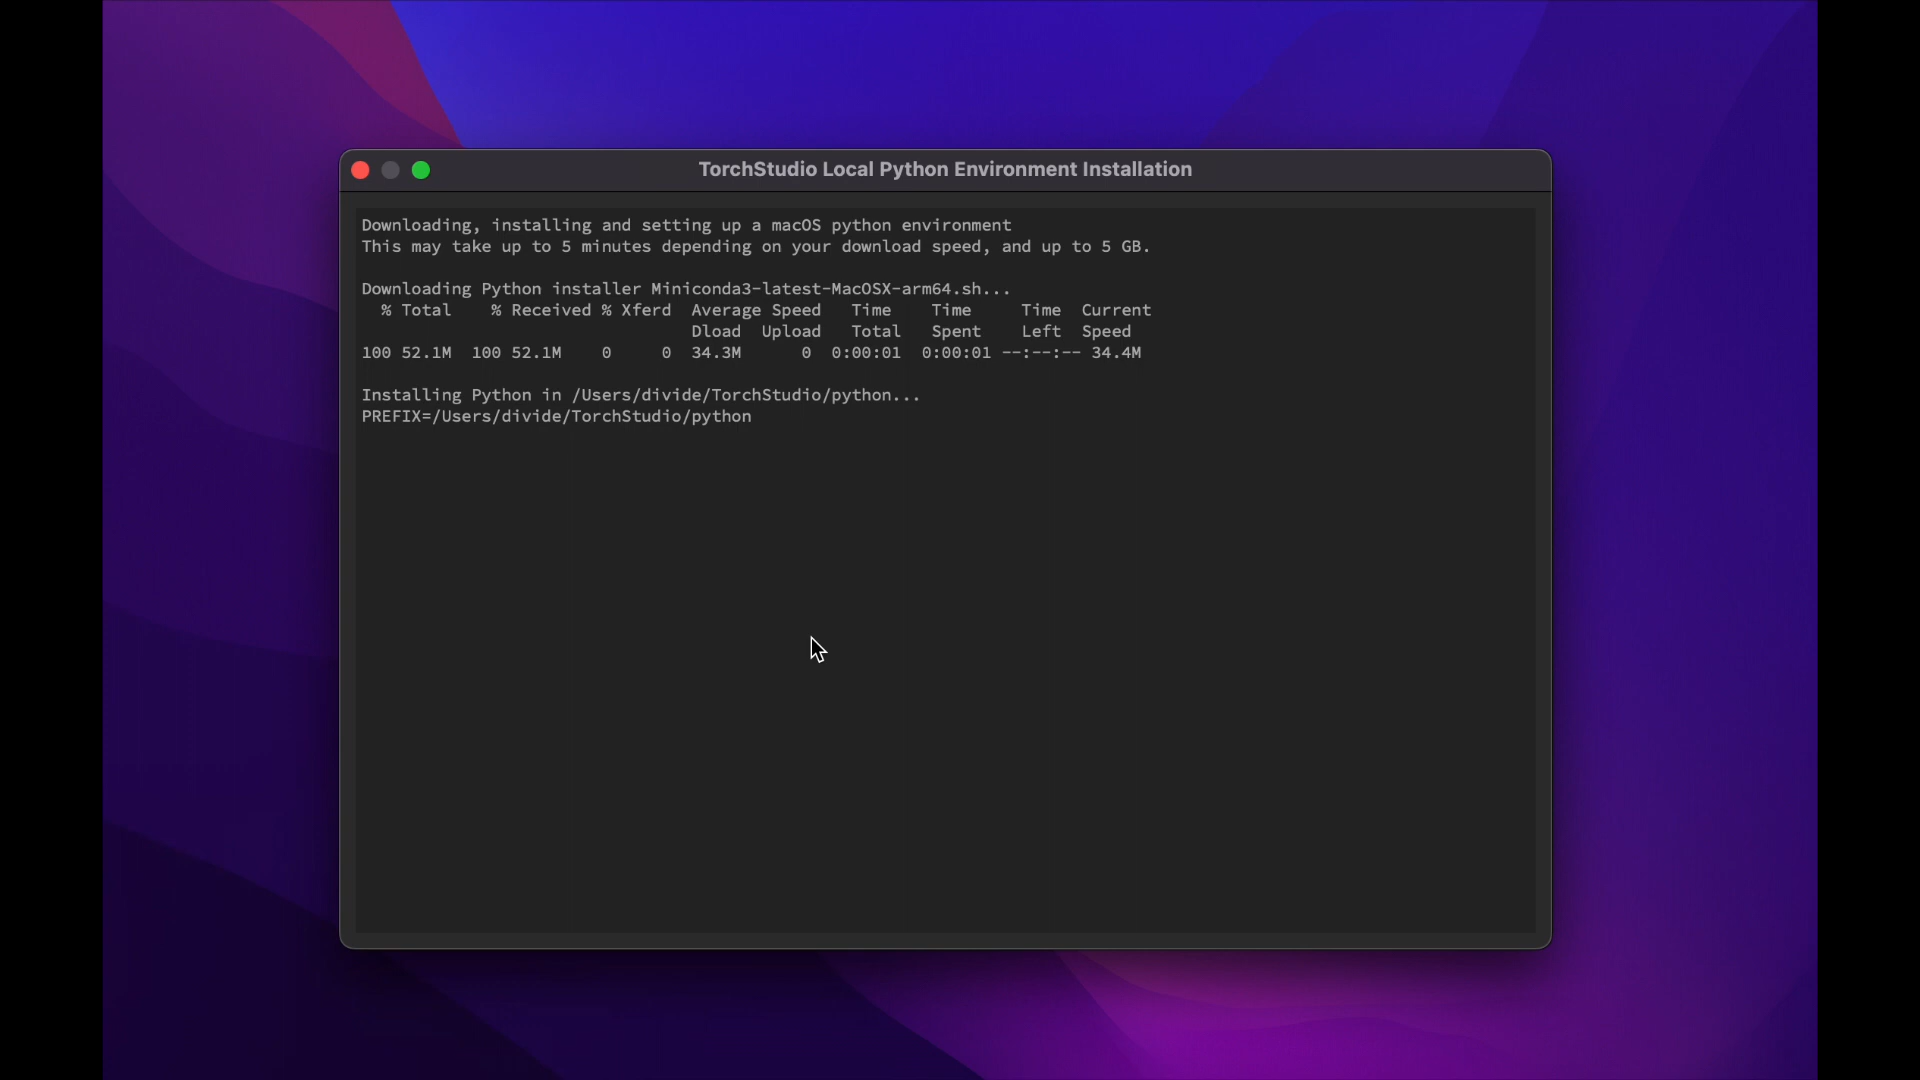 TorchStudio Local Python Environment Installation
Downloading, installing and setting up a macOS python environment
This may take up to 5 minutes depending on your download speed, and up to 5 GB.
Downloading Python installer Miniconda3-latest-MacOSX-arm64.sh...
% Total % Received % Xferd Average Speed Time Time Time Current
Dload Upload Total Spent Left Speed
100 52.1M 100 52.1M 0 0 34.3M 0 0:00:01 0:00:01 --:--:-- 34.4M
Installing Python in /Users/divide/TorchStudio/python...
PREFIX=/Users/divide/TorchStudio/python